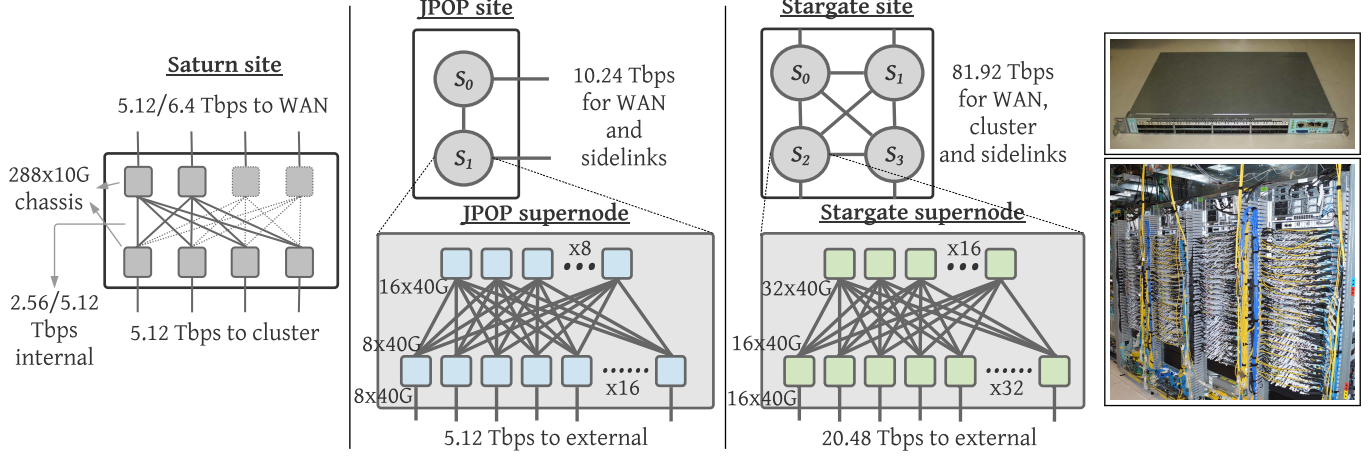 Saturn site
5.12/6.4 Tbps to WAN
288x10G
chassis
2.56/5.12
Tbps
internal
5.12 Tbps to cluster
JPOP site
S0
S1
10.24 Tbps
for WAN
and
sidelinks
JPOP supernode
x8
16x40G
8x40G
x16
8x40G
5.12 Tbps to external
Stargate site
S0
S1
S2
S3
81.92 Tbps
for WAN,
cluster
and sidelinks
Stargate supernode
x16
32x40G
16x40G
x32
16x40G
20.48 Tbps to external